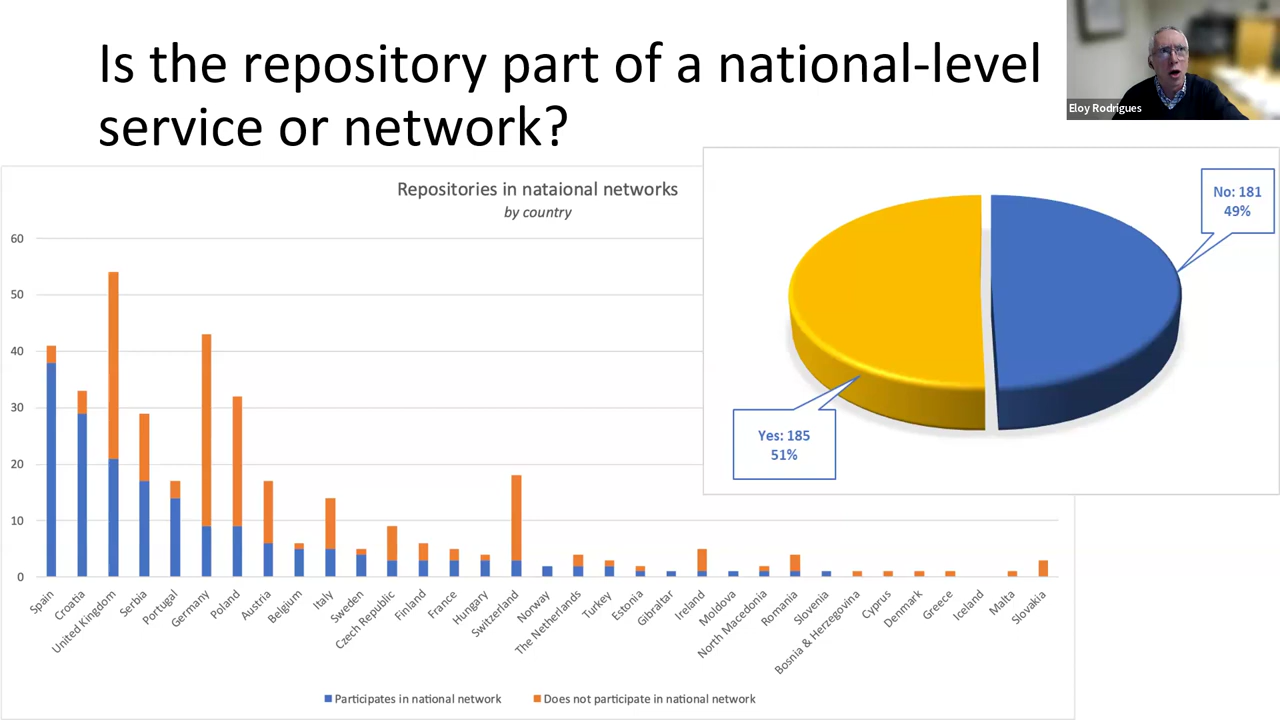 Is the repository part of a national-level
service or network?
Eloy Rodrigues
Repositories in nataional networks
by country
60
50
40
30
20
10
0
Spain
Croatia
United Kingdom
Serbia
Portugal
Germany
Poland
Austria
Belgium
Italy
Sweden
Czech Republic
Finland
France
Hungary
Switzerland
Norway
The Netherlands
Turkey
Estonia
Gibraltar
Ireland
Moldova
North Macedonia
Romania
Slovenia
Bosnia & Herzegovina
Cyprus
Denmark
Greece
Iceland
Malta
Slovakia
Participates in national network
Does not participate in national network
No: 181
49%
Yes: 185
51%